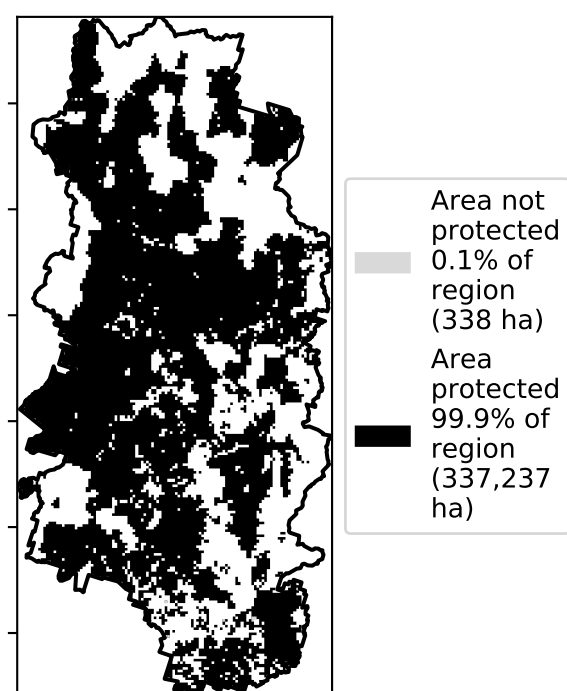 Area not
protected
0.1% of
region
(338 ha)
Area
protected
99.9% of
region
(337,237
ha)